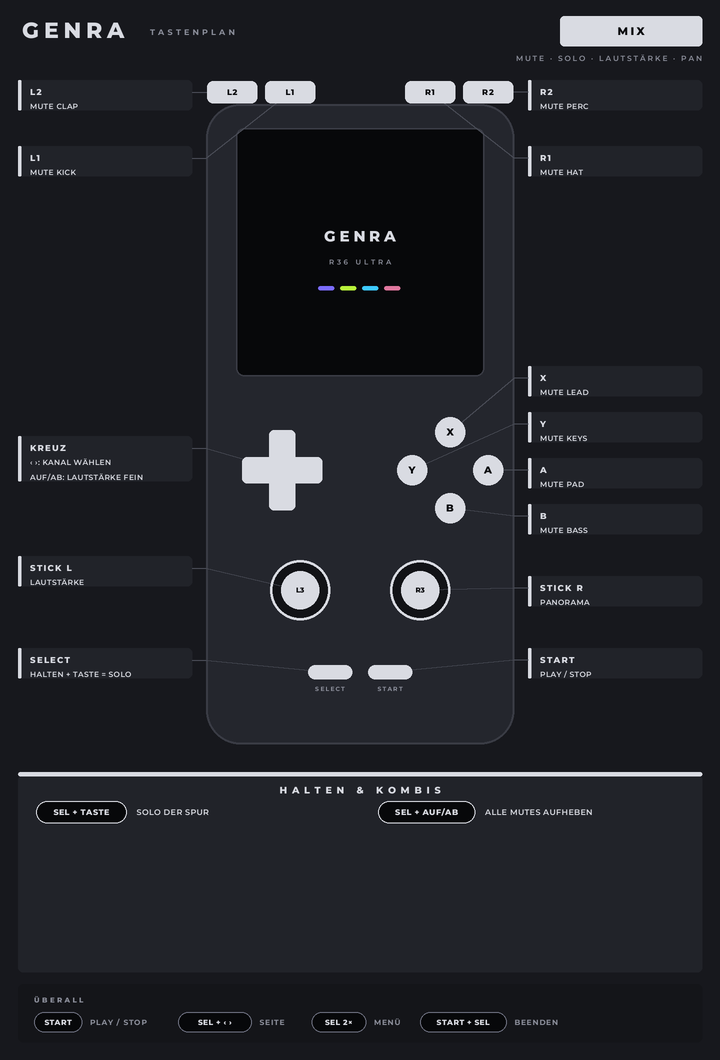 GENRA TASTENPLAN
MIX
MUTE · SOLO · LAUTSTÄRKE · PAN
L2
MUTE CLAP
L2 L1 R1 R2
R2
MUTE PERC
L1
MUTE KICK
R1
MUTE HAT
GENRA
R36 ULTRA
X
MUTE LEAD
Y
MUTE KEYS
A
MUTE PAD
B
MUTE BASS
KREUZ
‹ ›: KANAL WÄHLEN
AUF/AB: LAUTSTÄRKE FEIN
X
Y
A
B
STICK L
LAUTSTÄRKE
L3
R3
STICK R
PANORAMA
SELECT
HALTEN + TASTE = SOLO
SELECT START
START
PLAY / STOP
HALTEN & KOMBIS
SEL + TASTE SOLO DER SPUR
SEL + AUF/AB ALLE MUTES AUFHEBEN
ÜBERALL
START PLAY / STOP SEL + ‹ › SEITE SEL 2× MENÜ START + SEL BEENDEN